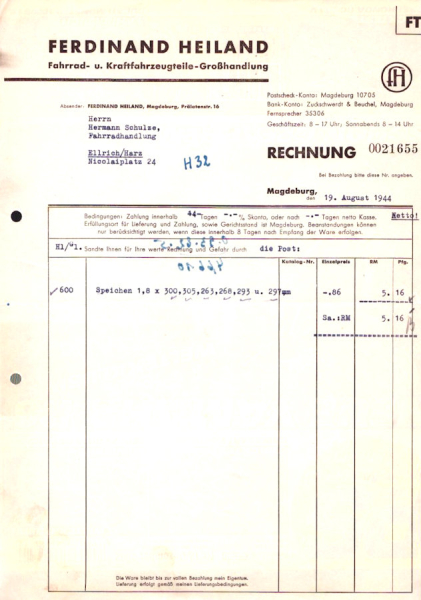 FT
FERDINAND HEILAND
Fahrrad- u. Kraftfahrzeugteile-Großhandlung
FH
Postscheck-Konto: Magdeburg 10705
Bank-Konto: Zuckschwerdt & Beuchel, Magdeburg
Fernsprecher 35306
Geschäftszeit: 8 – 17 Uhr; Sonnabends 8 – 14 Uhr
Absender: FERDINAND HEILAND, Magdeburg, Prälatenstr. 16
Herrn
Hermann Schulze,
Fahrradhandlung
Ellrich/Harz
Nicolaiplatz 24
H32
RECHNUNG 0021655
Bei Bezahlung bitte diese Nr. angeben.
Magdeburg, den 19. August 1944
Bedingungen: Zahlung innerhalb Tagen -.-% Skonto, oder nach -.- Tagen netto Kasse. Netto!
Erfüllungsort für Lieferung und Zahlung, sowie Gerichtsstand ist Magdeburg. Beanstandungen können
nur berücksichtigt werden, wenn diese innerhalb 8 Tagen nach Empfang der Ware erfolgen.
Sandte Ihnen für Ihre werte Rechnung und Gefahr durch die Post:
Katalog-Nr. Einzelpreis RM Pfg.
600 Speichen 1,8 x 300,305,263,268,293 u. 297mm -.86 5. 16
Sa.:RM 5. 16
Die Ware bleibt bis zur vollen Bezahlung mein Eigentum.
Lieferung erfolgt gemäß meinen Lieferungsbedingungen.